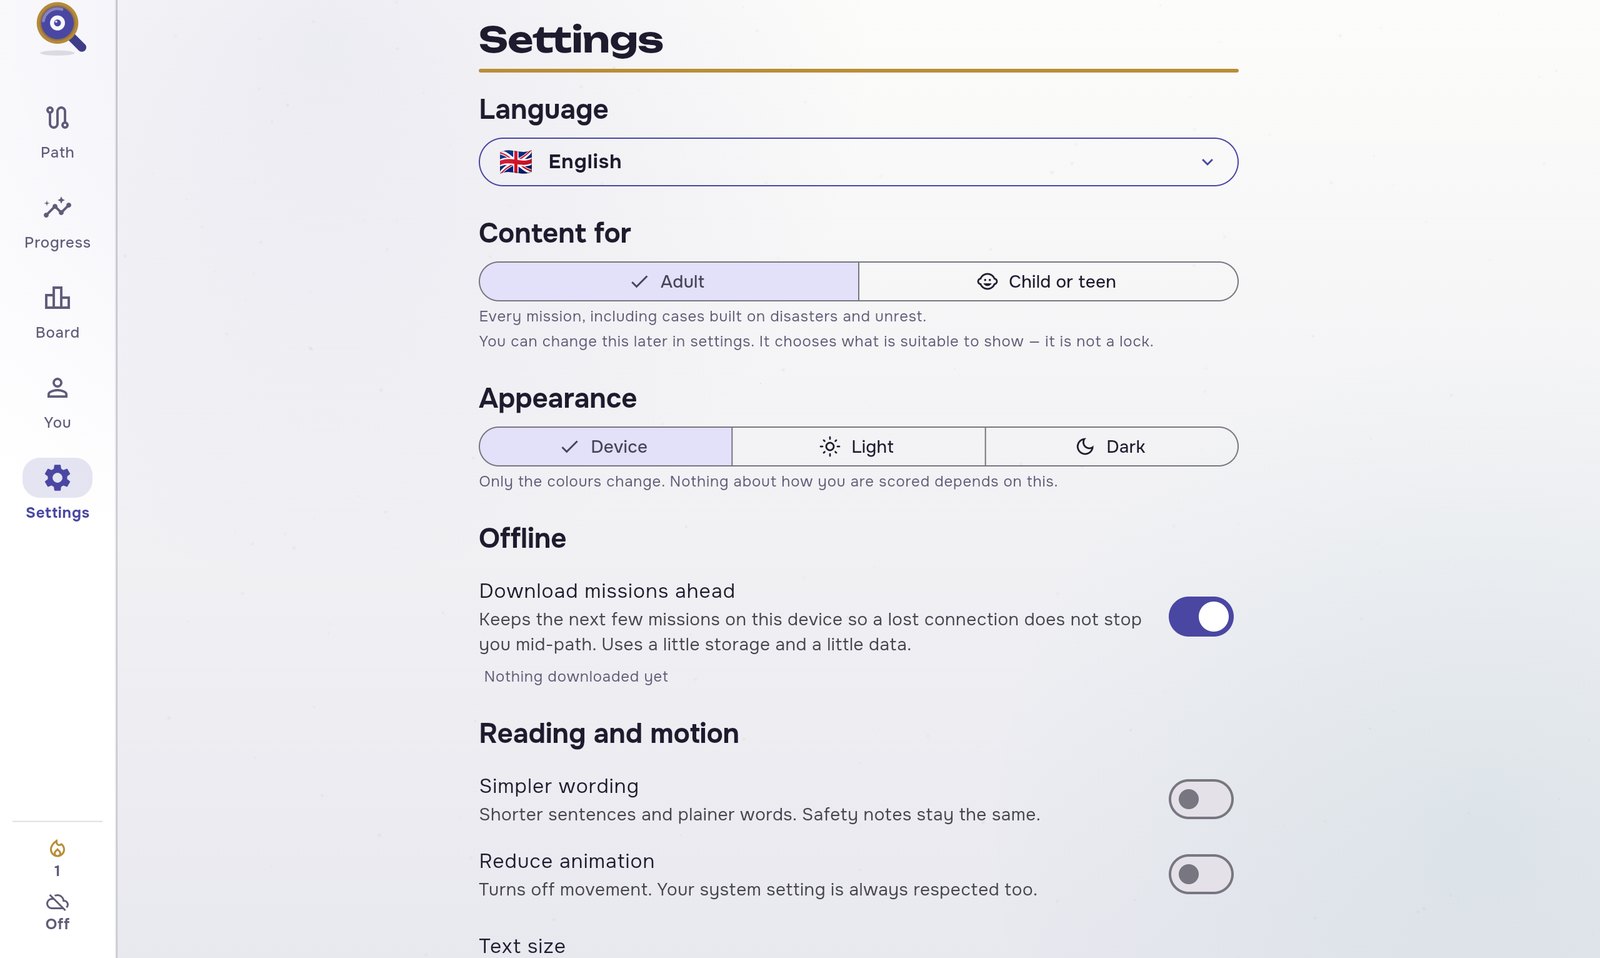 Settings
Language
English
Content for
Adult
Child or teen
Every mission, including cases built on disasters and unrest.
You can change this later in settings. It chooses what is suitable to show — it is not a lock.
Appearance
Device
Light
Dark
Only the colours change. Nothing about how you are scored depends on this.
Offline
Download missions ahead
Keeps the next few missions on this device so a lost connection does not stop
you mid-path. Uses a little storage and a little data.
Nothing downloaded yet
Reading and motion
Simpler wording
Shorter sentences and plainer words. Safety notes stay the same.
Reduce animation
Turns off movement. Your system setting is always respected too.
Text size
Path
Progress
Board
You
Settings
1
Off